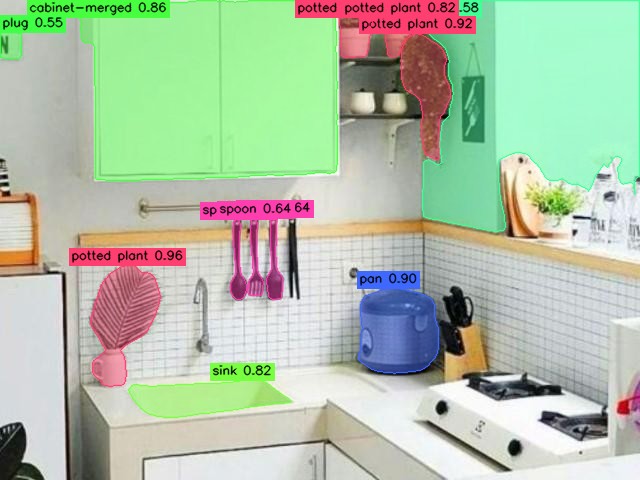 cabinet-merged 0.86
plug 0.55
N
potted potted plant 0.82 .58
potted plant 0.92
sp spoon 0.64 64
potted plant 0.96
pan 0.90
sink 0.82